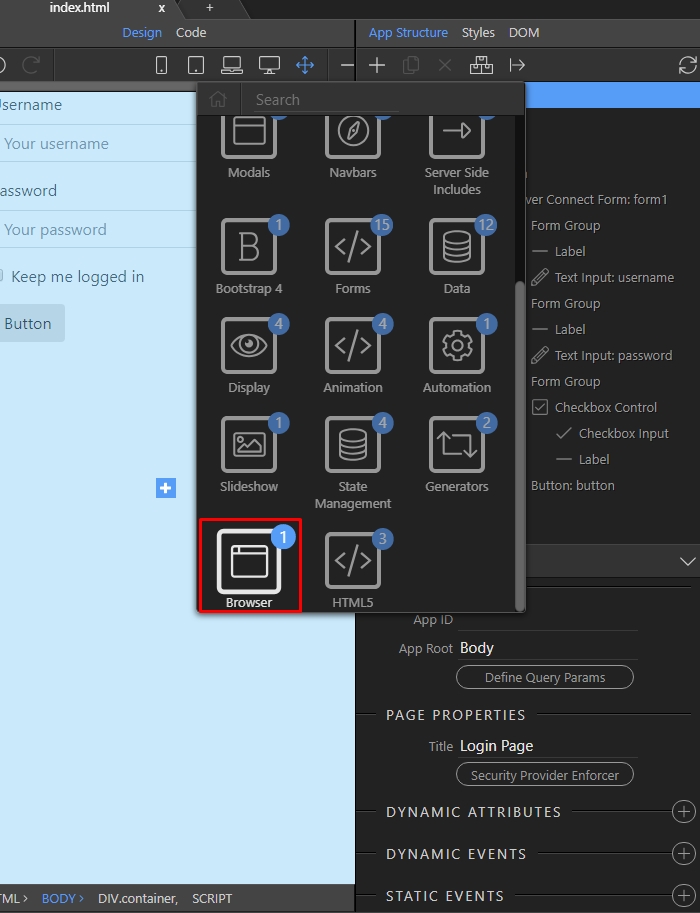 index.html x +
Design Code
App Structure Styles DOM
Search
Username
Your username
assword
Your password
Keep me logged in
Button
Modals
Navbars
Server Side
Includes
1
15
12
Bootstrap 4
Forms
Data
4
4
1
Display
Animation
Automation
1
4
2
Slideshow
State
Management
Generators
1
3
Browser
HTML5
ver Connect Form: form1
Form Group
Label
Text Input: username
Form Group
Label
Text Input: password
Form Group
Checkbox Control
Checkbox Input
Label
Button: button
App ID
App Root Body
Define Query Params
PAGE PROPERTIES
Title Login Page
Security Provider Enforcer
DYNAMIC ATTRIBUTES
DYNAMIC EVENTS
STATIC EVENTS
TML > BODY > DIV.container, SCRIPT